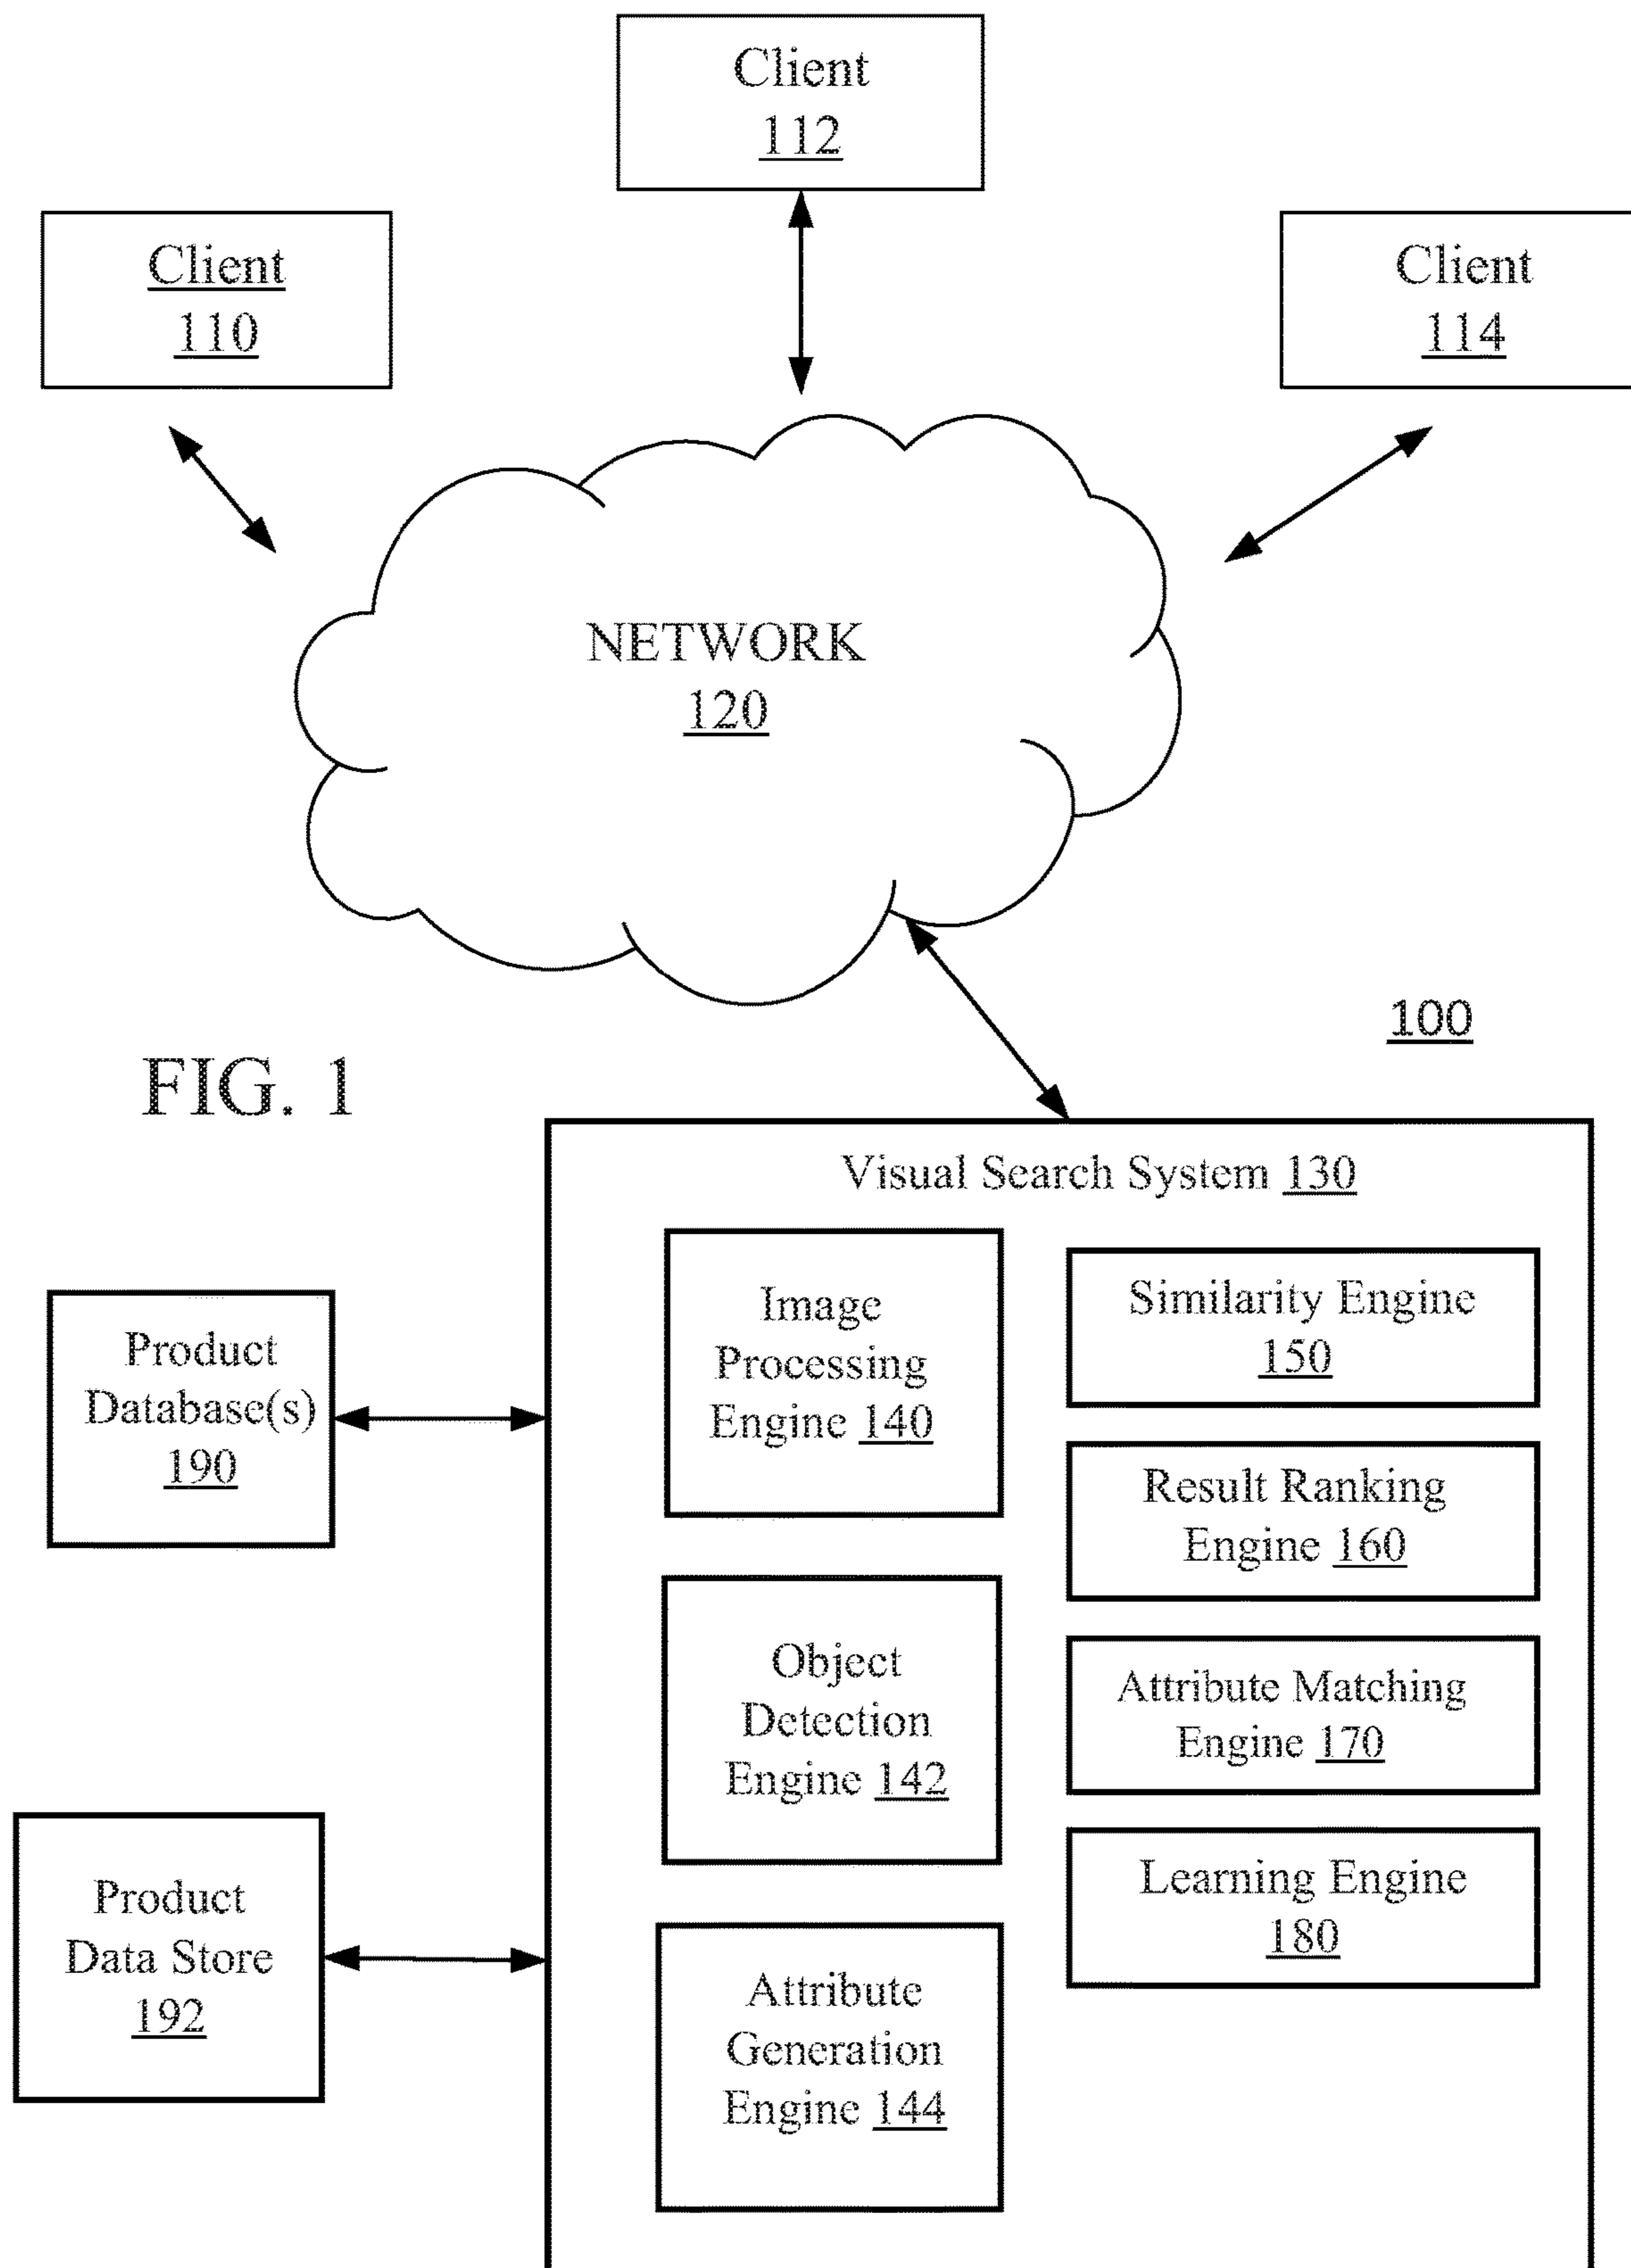 Client
112
Client
110
Client
114
NETWORK
120
100
FIG. 1
Visual Search System 130
Image
Processing
Engine 140
Similarity Engine
150
Product
Database(s)
190
Result Ranking
Engine 160
Object
Detection
Engine 142
Attribute Matching
Engine 170
Learning Engine
180
Product
Data Store
192
Attribute
Generation
Engine 144